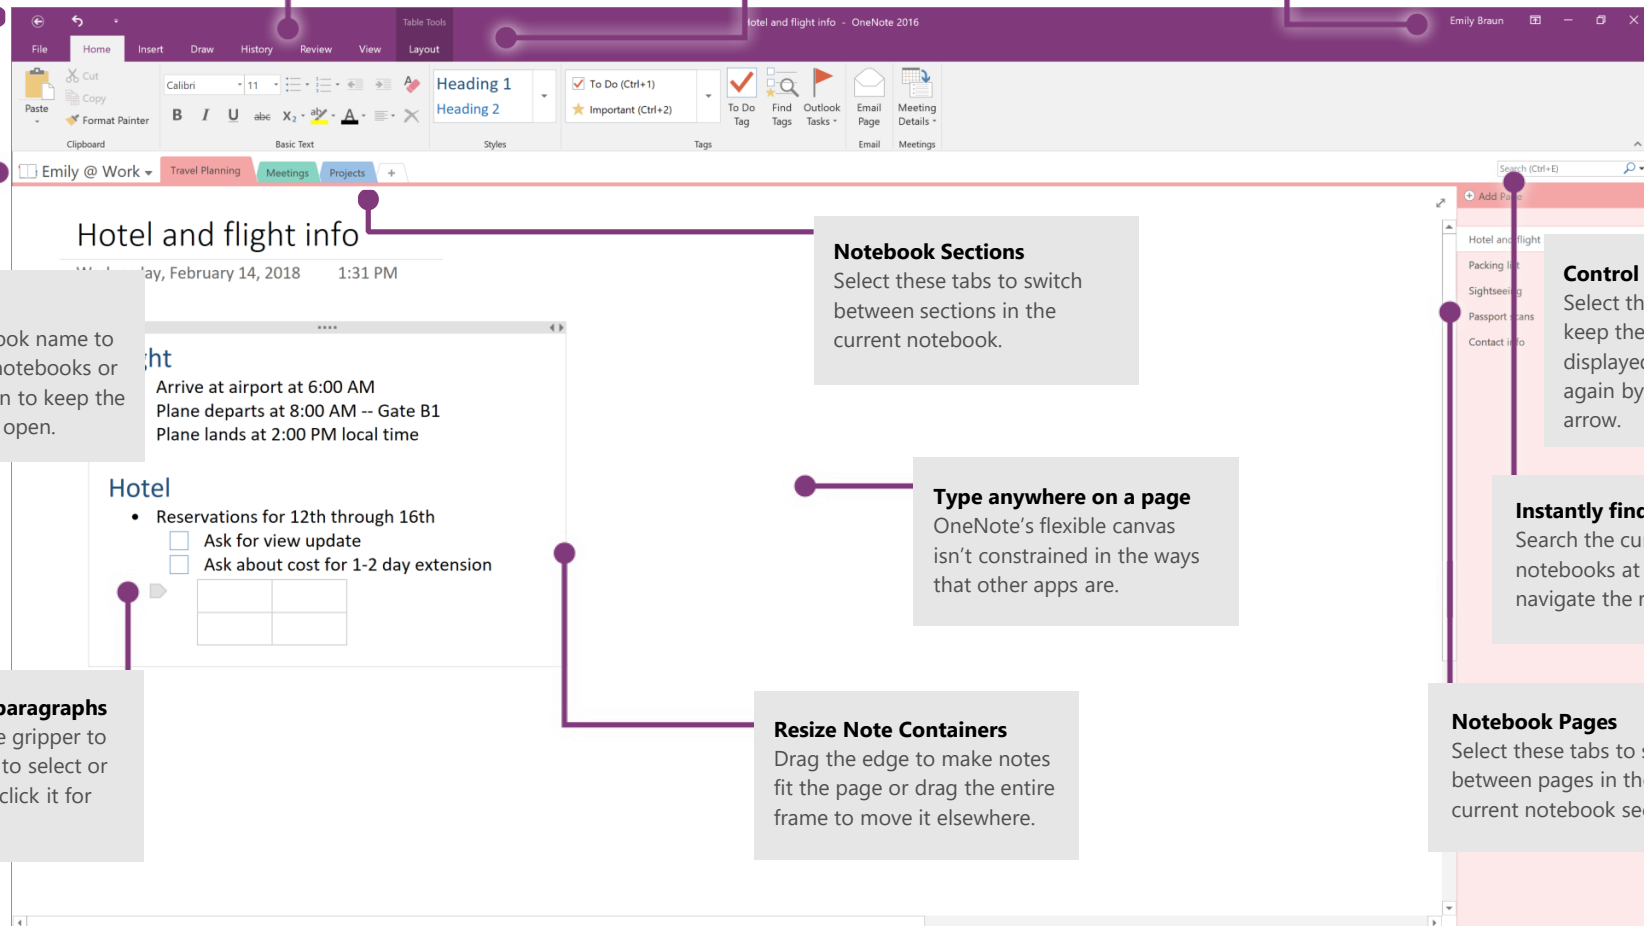 Table Tools
Hotel and flight info - OneNote 2016
Emily Braun
File Home Insert Draw History Review View Layout
Paste
Cut
Copy
Format Painter
Clipboard
Calibri 11
B I U abc X₂ ab A
Basic Text
Heading 1
Heading 2
Styles
To Do (Ctrl+1)
Important (Ctrl+2)
To Do Tag
Find Tags
Outlook Tasks
Tags
Email Page
Email
Meeting Details
Meetings
Emily @ Work
Travel Planning Meetings Projects +
Search (Ctrl+E)
Add Page
Hotel and flight info
February 14, 2018 1:31 PM
Hotel and flight
Packing list
Sightseeing
Passport scans
Contact info
Notebook Sections
Select these tabs to switch
between sections in the
current notebook.
Control
Select th
keep the
displayed
again by
arrow.
ook name to
notebooks or
n to keep the
open.
ht
Arrive at airport at 6:00 AM
Plane departs at 8:00 AM -- Gate B1
Plane lands at 2:00 PM local time
Hotel
• Reservations for 12th through 16th
Ask for view update
Ask about cost for 1-2 day extension
Type anywhere on a page
OneNote’s flexible canvas
isn’t constrained in the ways
that other apps are.
Instantly find
Search the cu
notebooks at
navigate the r
paragraphs
e gripper to
to select or
click it for
Resize Note Containers
Drag the edge to make notes
fit the page or drag the entire
frame to move it elsewhere.
Notebook Pages
Select these tabs to s
between pages in the
current notebook sec